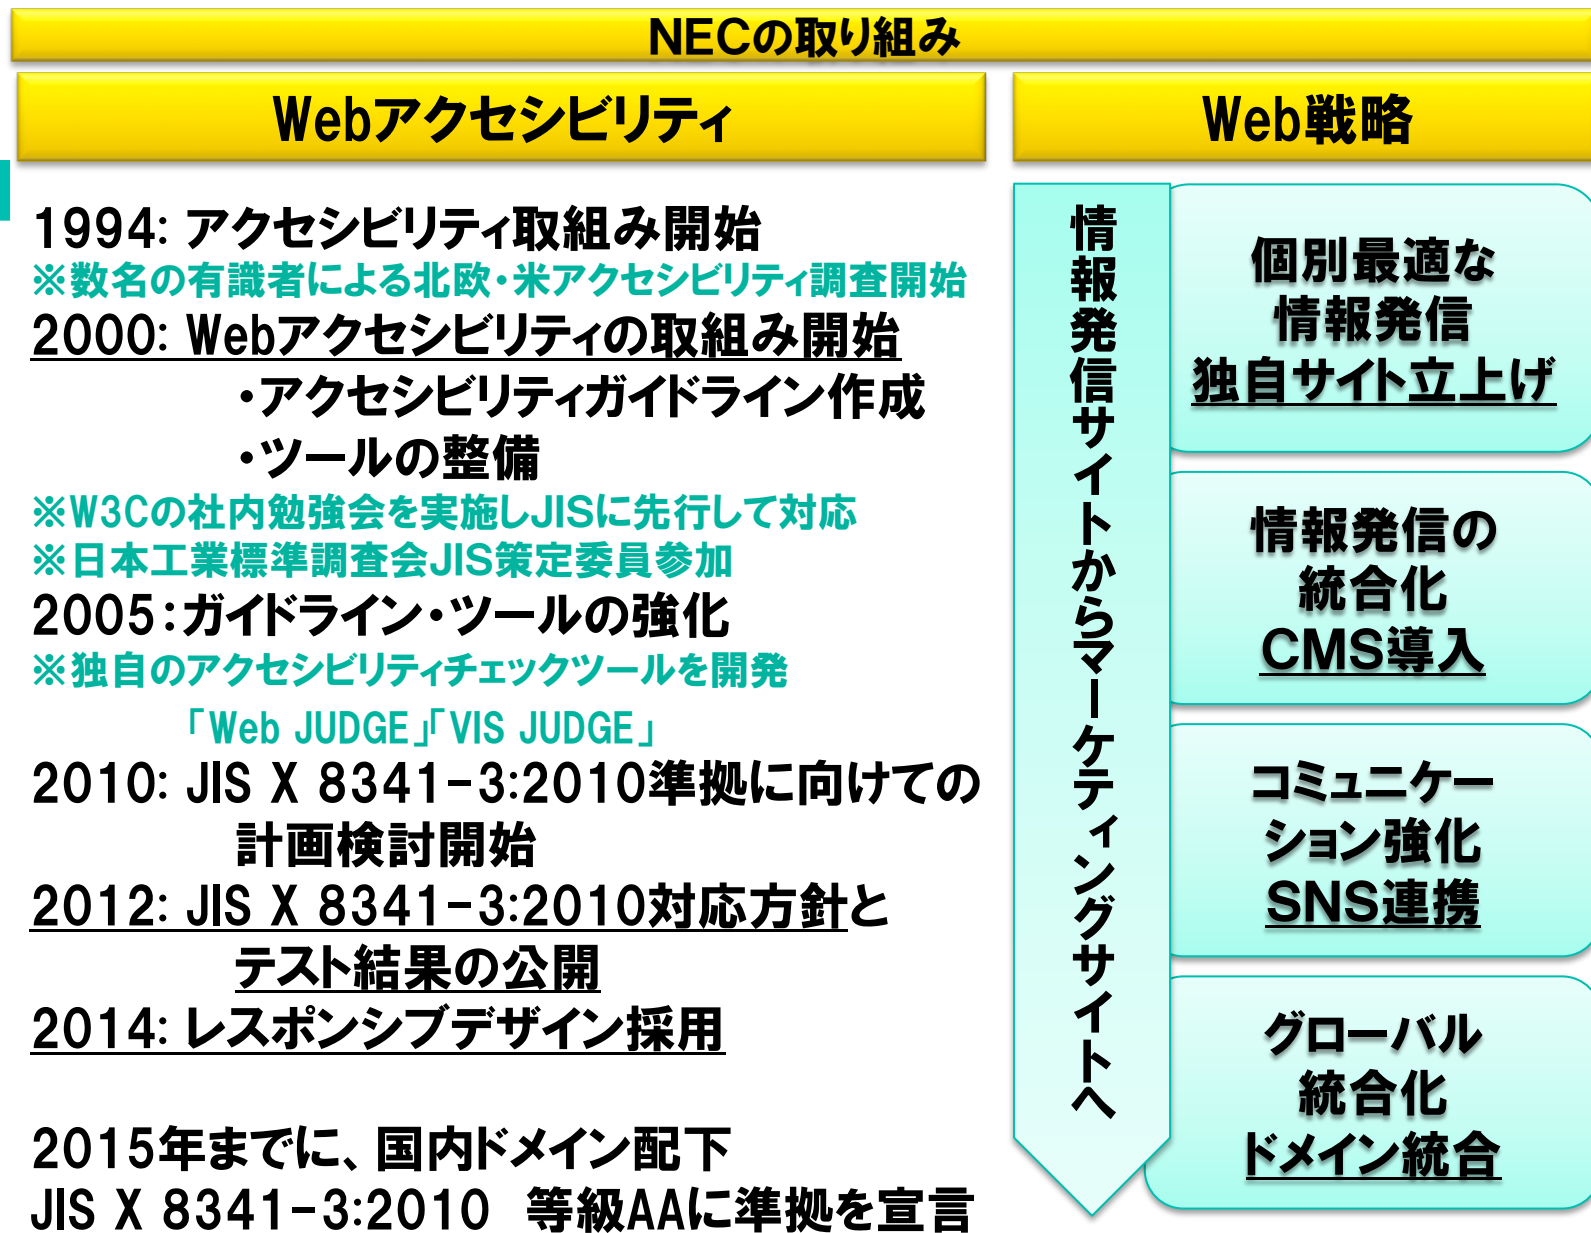 NECの取り組み
Webアクセシビリティ
1994: アクセシビリティ取組み開始
※数名の有識者による北欧・米アクセシビリティ調査開始
2000: Webアクセシビリティの取組み開始
・アクセシビリティガイドライン作成
・ツールの整備
※W3Cの社内勉強会を実施しJISに先行して対応
※日本工業標準調査会JIS策定委員参加
2005：ガイドライン・ツールの強化
※独自のアクセシビリティチェックツールを開発
「Web JUDGE」「VIS JUDGE」
2010: JIS X 8341-3:2010準拠に向けての
計画検討開始
2012: JIS X 8341-3:2010対応方針と
テスト結果の公開
2014: レスポンシブデザイン採用
2015年までに、国内ドメイン配下
JIS X 8341-3:2010 等級AAに準拠を宣言
Web戦略
情報発信サイトからマーケティングサイトへ
個別最適な
情報発信
独自サイト立上げ
情報発信の
統合化
CMS導入
コミュニケー
ション強化
SNS連携
グローバル
統合化
ドメイン統合